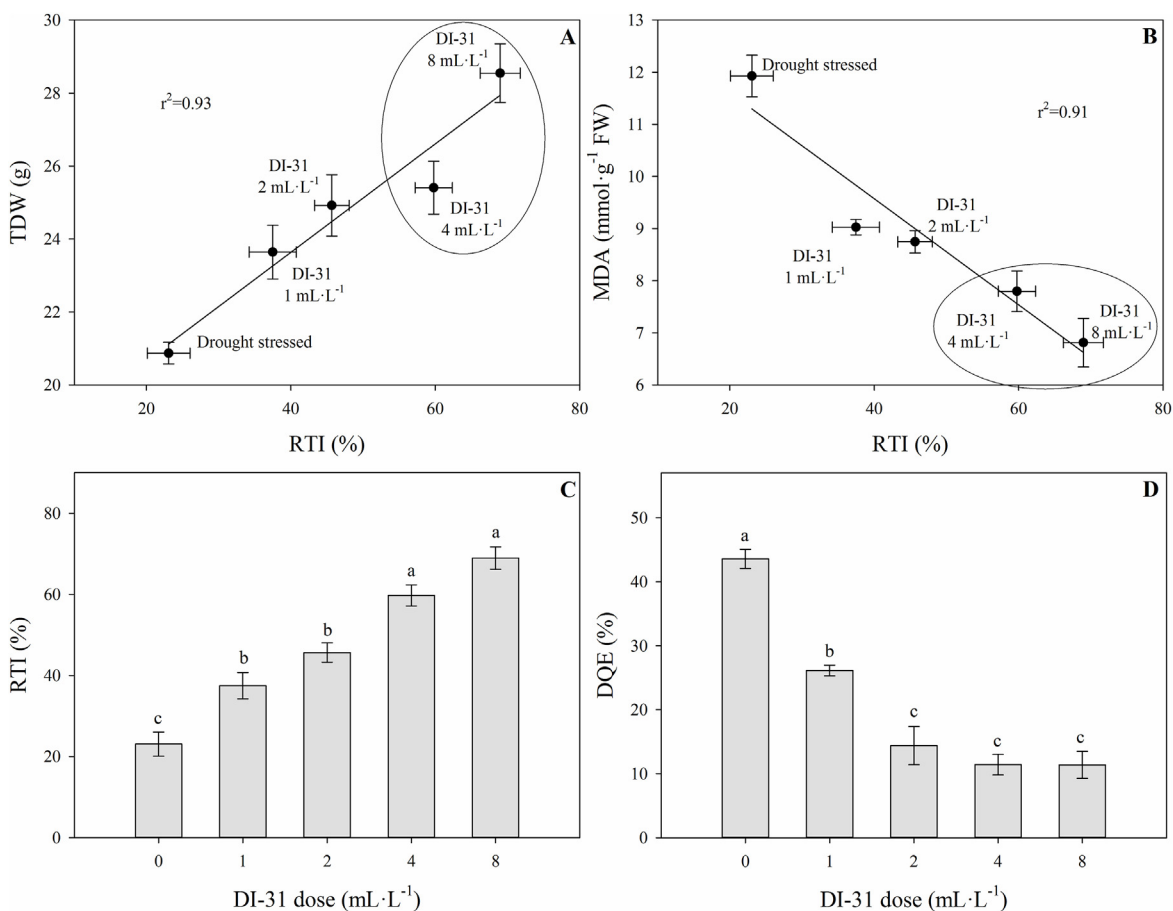 A
TDW (g)
30
28
26
24
22
20
r²=0.93
DI-31
8 mL·L⁻¹
DI-31
2 mL·L⁻¹
DI-31
4 mL·L⁻¹
DI-31
1 mL·L⁻¹
Drought stressed
20 40 60 80
RTI (%)
B
MDA (mmol·g⁻¹ FW)
13
12
11
10
9
8
7
6
Drought stressed
r²=0.91
DI-31
2 mL·L⁻¹
DI-31
1 mL·L⁻¹
DI-31
4 mL·L⁻¹
DI-31
8 mL·L⁻¹
20 40 60 80
RTI (%)
C
RTI (%)
80
60
40
20
0
c b b a a
0 1 2 4 8
DI-31 dose (mL·L⁻¹)
D
DQE (%)
50
40
30
20
10
0
a b c c c
0 1 2 4 8
DI-31 dose (mL·L⁻¹)